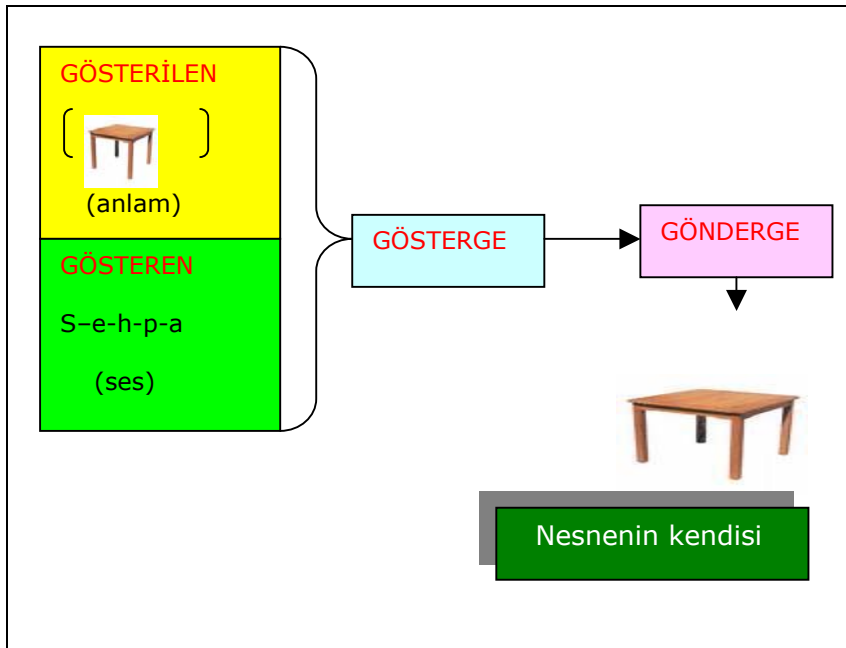 GÖSTERİLEN
(anlam)
GÖSTEREN
S–e-h-p-a
(ses)
GÖSTERGE
GÖNDERGE
Nesnenin kendisi